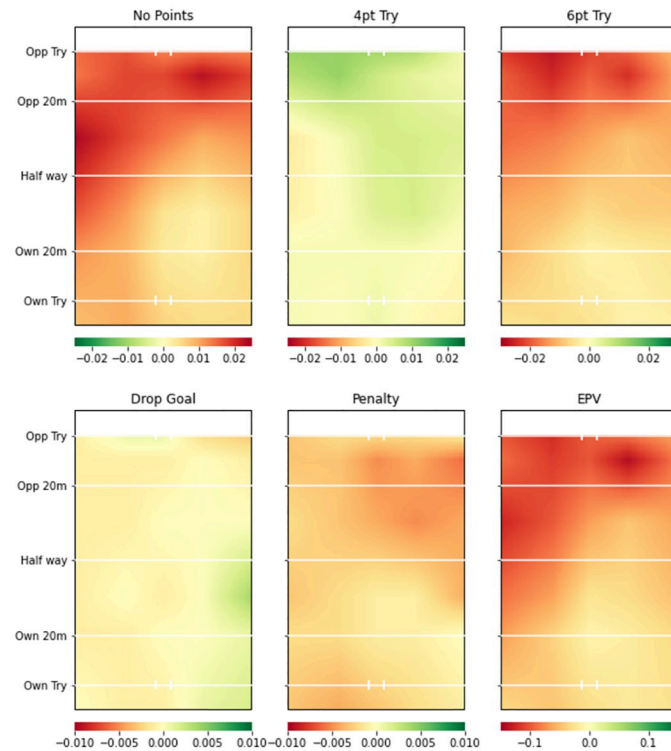 No Points 4pt Try 6pt Try
Opp Try
Opp 20m
Half way
Own 20m
Own Try
−0.02 −0.01 0.00 0.01 0.02 −0.02 −0.01 0.00 0.01 0.02 −0.02 0.00 0.02
Drop Goal Penalty EPV
Opp Try
Opp 20m
Half way
Own 20m
Own Try
−0.010 −0.005 0.000 0.005 0.010 −0.010 −0.005 0.000 0.005 0.010 −0.1 0.0 0.1